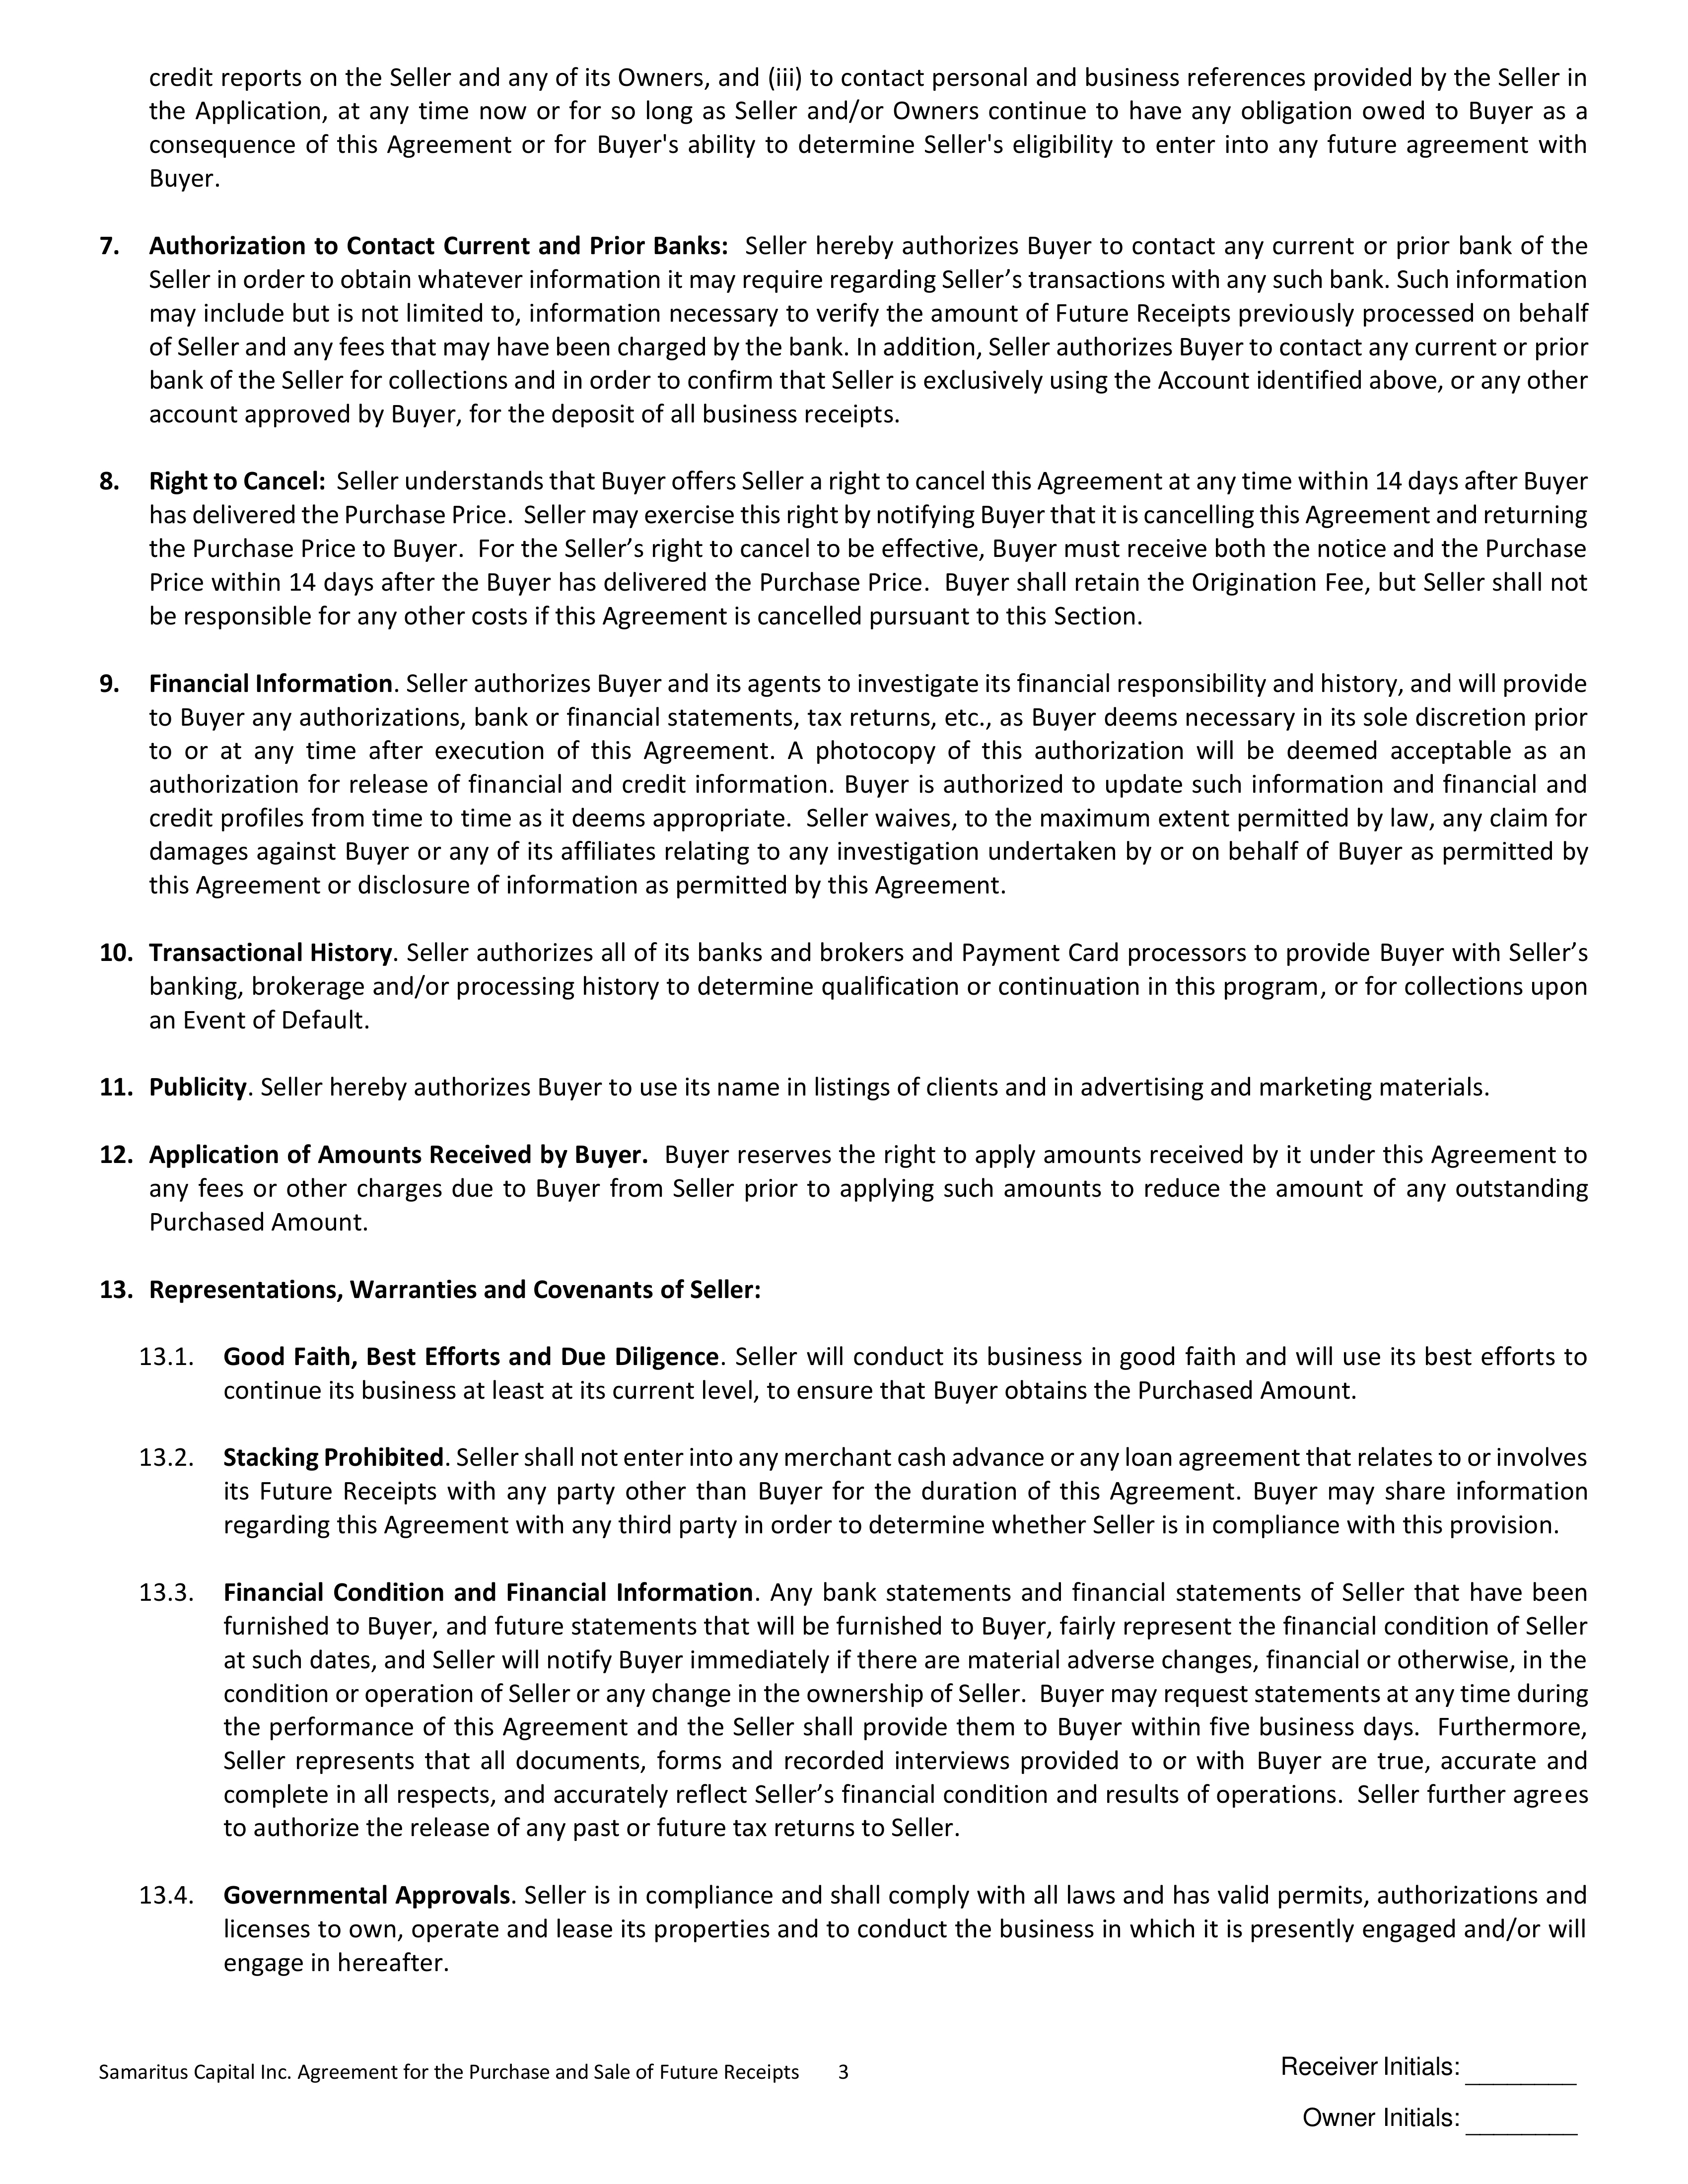 credit reports on the Seller and any of its Owners, and (iii) to contact personal and business references provided by the Seller in
the Application, at any time now or for so long as Seller and/or Owners continue to have any obligation owed to Buyer as a
consequence of this Agreement or for Buyer's ability to determine Seller's eligibility to enter into any future agreement with
Buyer.
7. Authorization to Contact Current and Prior Banks: Seller hereby authorizes Buyer to contact any current or prior bank of the
Seller in order to obtain whatever information it may require regarding Seller’s transactions with any such bank. Such information
may include but is not limited to, information necessary to verify the amount of Future Receipts previously processed on behalf
of Seller and any fees that may have been charged by the bank. In addition, Seller authorizes Buyer to contact any current or prior
bank of the Seller for collections and in order to confirm that Seller is exclusively using the Account identified above, or any other
account approved by Buyer, for the deposit of all business receipts.
8. Right to Cancel: Seller understands that Buyer offers Seller a right to cancel this Agreement at any time within 14 days after Buyer
has delivered the Purchase Price. Seller may exercise this right by notifying Buyer that it is cancelling this Agreement and returning
the Purchase Price to Buyer. For the Seller’s right to cancel to be effective, Buyer must receive both the notice and the Purchase
Price within 14 days after the Buyer has delivered the Purchase Price. Buyer shall retain the Origination Fee, but Seller shall not
be responsible for any other costs if this Agreement is cancelled pursuant to this Section.
9. Financial Information. Seller authorizes Buyer and its agents to investigate its financial responsibility and history, and will provide
to Buyer any authorizations, bank or financial statements, tax returns, etc., as Buyer deems necessary in its sole discretion prior
to or at any time after execution of this Agreement. A photocopy of this authorization will be deemed acceptable as an
authorization for release of financial and credit information. Buyer is authorized to update such information and financial and
credit profiles from time to time as it deems appropriate. Seller waives, to the maximum extent permitted by law, any claim for
damages against Buyer or any of its affiliates relating to any investigation undertaken by or on behalf of Buyer as permitted by
this Agreement or disclosure of information as permitted by this Agreement.
10. Transactional History. Seller authorizes all of its banks and brokers and Payment Card processors to provide Buyer with Seller’s
banking, brokerage and/or processing history to determine qualification or continuation in this program, or for collections upon
an Event of Default.
11. Publicity. Seller hereby authorizes Buyer to use its name in listings of clients and in advertising and marketing materials.
12. Application of Amounts Received by Buyer. Buyer reserves the right to apply amounts received by it under this Agreement to
any fees or other charges due to Buyer from Seller prior to applying such amounts to reduce the amount of any outstanding
Purchased Amount.
13. Representations, Warranties and Covenants of Seller:
13.1. Good Faith, Best Efforts and Due Diligence. Seller will conduct its business in good faith and will use its best efforts to
continue its business at least at its current level, to ensure that Buyer obtains the Purchased Amount.
13.2. Stacking Prohibited. Seller shall not enter into any merchant cash advance or any loan agreement that relates to or involves
its Future Receipts with any party other than Buyer for the duration of this Agreement. Buyer may share information
regarding this Agreement with any third party in order to determine whether Seller is in compliance with this provision.
13.3. Financial Condition and Financial Information. Any bank statements and financial statements of Seller that have been
furnished to Buyer, and future statements that will be furnished to Buyer, fairly represent the financial condition of Seller
at such dates, and Seller will notify Buyer immediately if there are material adverse changes, financial or otherwise, in the
condition or operation of Seller or any change in the ownership of Seller. Buyer may request statements at any time during
the performance of this Agreement and the Seller shall provide them to Buyer within five business days. Furthermore,
Seller represents that all documents, forms and recorded interviews provided to or with Buyer are true, accurate and
complete in all respects, and accurately reflect Seller’s financial condition and results of operations. Seller further agrees
to authorize the release of any past or future tax returns to Seller.
13.4. Governmental Approvals. Seller is in compliance and shall comply with all laws and has valid permits, authorizations and
licenses to own, operate and lease its properties and to conduct the business in which it is presently engaged and/or will
engage in hereafter.
Samaritus Capital Inc. Agreement for the Purchase and Sale of Future Receipts 3
Receiver Initials: ________
Owner Initials: ________